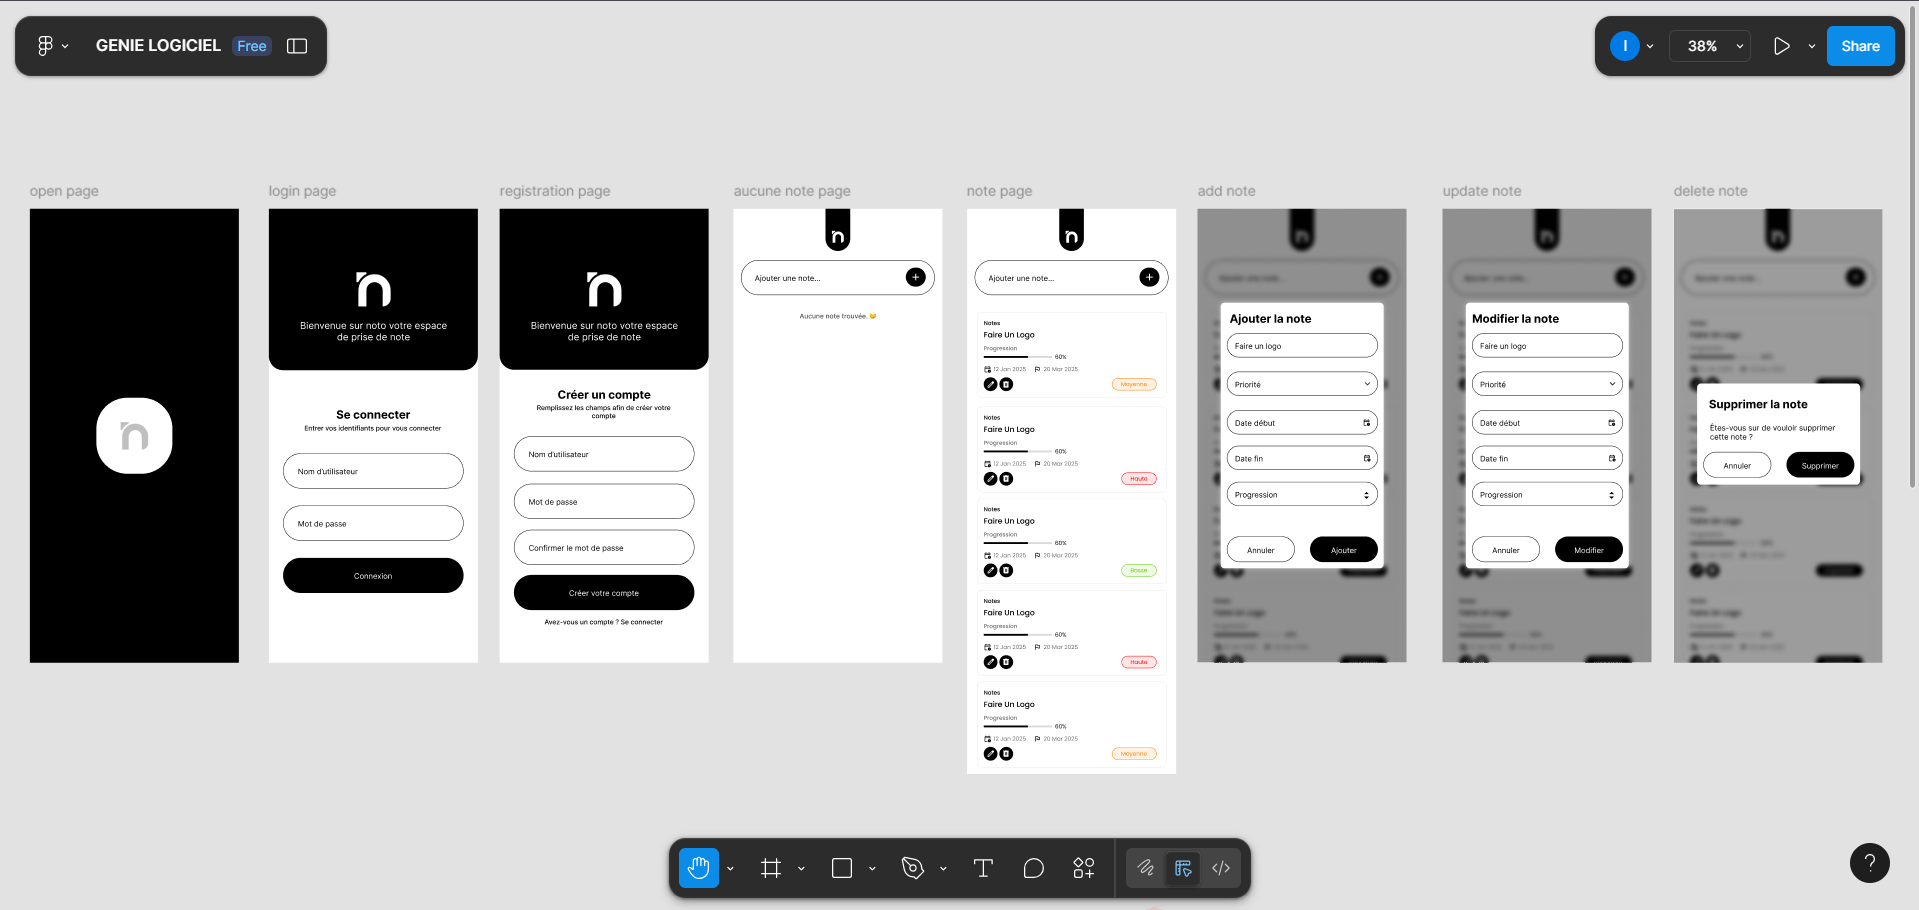 GENIE LOGICIEL
Free
I
38%
Share
open page
login page
Bienvenue sur noto votre espace
de prise de note
Se connecter
Entrer vos identifiants pour vous connecter
Nom d'utilisateur
Mot de passe
Connexion
registration page
Bienvenue sur noto votre espace
de prise de note
Créer un compte
Remplissez les champs afin de créer votre
compte
Nom d'utilisateur
Mot de passe
Confirmer le mot de passe
Créer votre compte
Avez-vous un compte ? Se connecter
aucune note page
n
Ajouter une note...
Aucune note trouvée. 😔
note page
n
Ajouter une note...
Notes
Faire Un Logo
Progression
60%
12 Jan 2025 20 Mar 2025
Moyenne
Notes
Faire Un Logo
Progression
60%
12 Jan 2025 20 Mar 2025
Haute
Notes
Faire Un Logo
Progression
60%
12 Jan 2025 20 Mar 2025
Basse
Notes
Faire Un Logo
Progression
60%
12 Jan 2025 20 Mar 2025
Haute
Notes
Faire Un Logo
Progression
60%
12 Jan 2025 20 Mar 2025
Moyenne
add note
Ajouter la note
Faire un logo
Priorité
Date début
Date fin
Progression
Annuler
Ajouter
update note
Modifier la note
Faire un logo
Priorité
Date début
Date fin
Progression
Annuler
Modifier
delete note
Supprimer la note
Êtes-vous sur de vouloir supprimer
cette note ?
Annuler
Supprimer